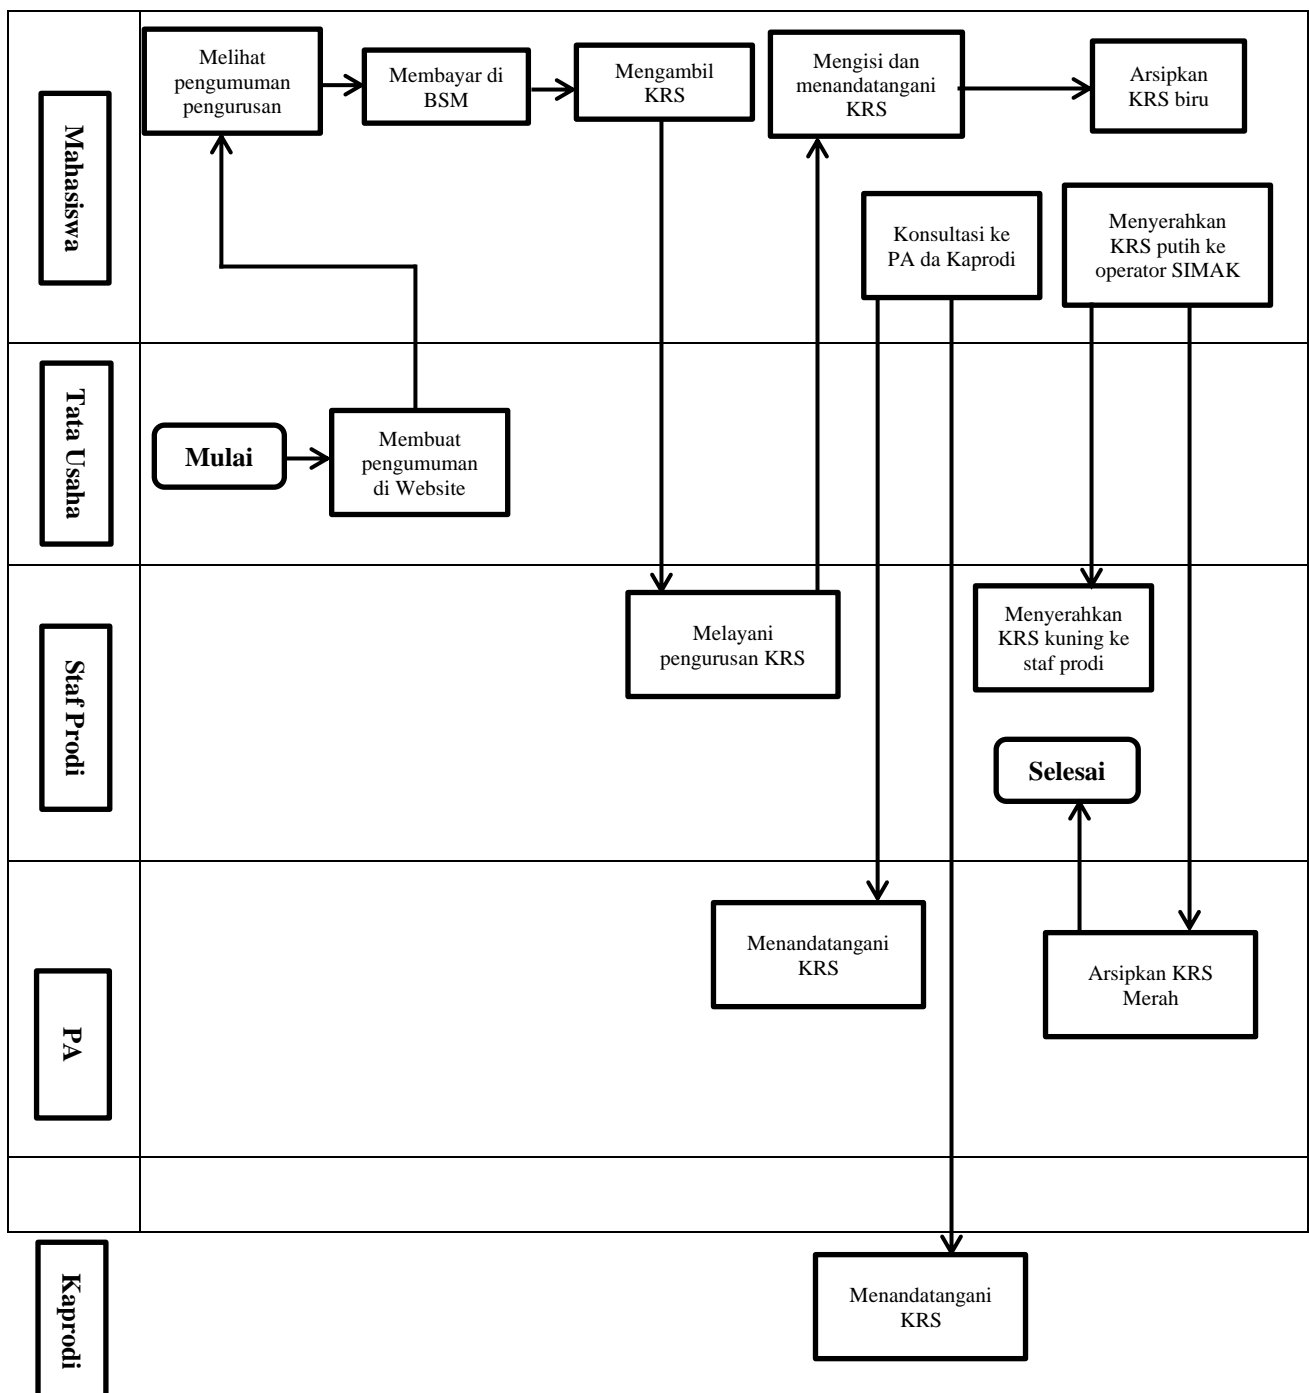 Mahasiswa
Melihat
pengumuman
pengurusan
Membayar di
BSM
Mengambil
KRS
Mengisi dan
menandatangani
KRS
Arsipkan
KRS biru
Konsultasi ke
PA da Kaprodi
Menyerahkan
KRS putih ke
operator SIMAK
Tata Usaha
Mulai
Membuat
pengumuman
di Website
Staf Prodi
Melayani
pengurusan KRS
Menyerahkan
KRS kuning ke
staf prodi
Selesai
PA
Menandatangani
KRS
Arsipkan KRS
Merah
Kaprodi
Menandatangani
KRS